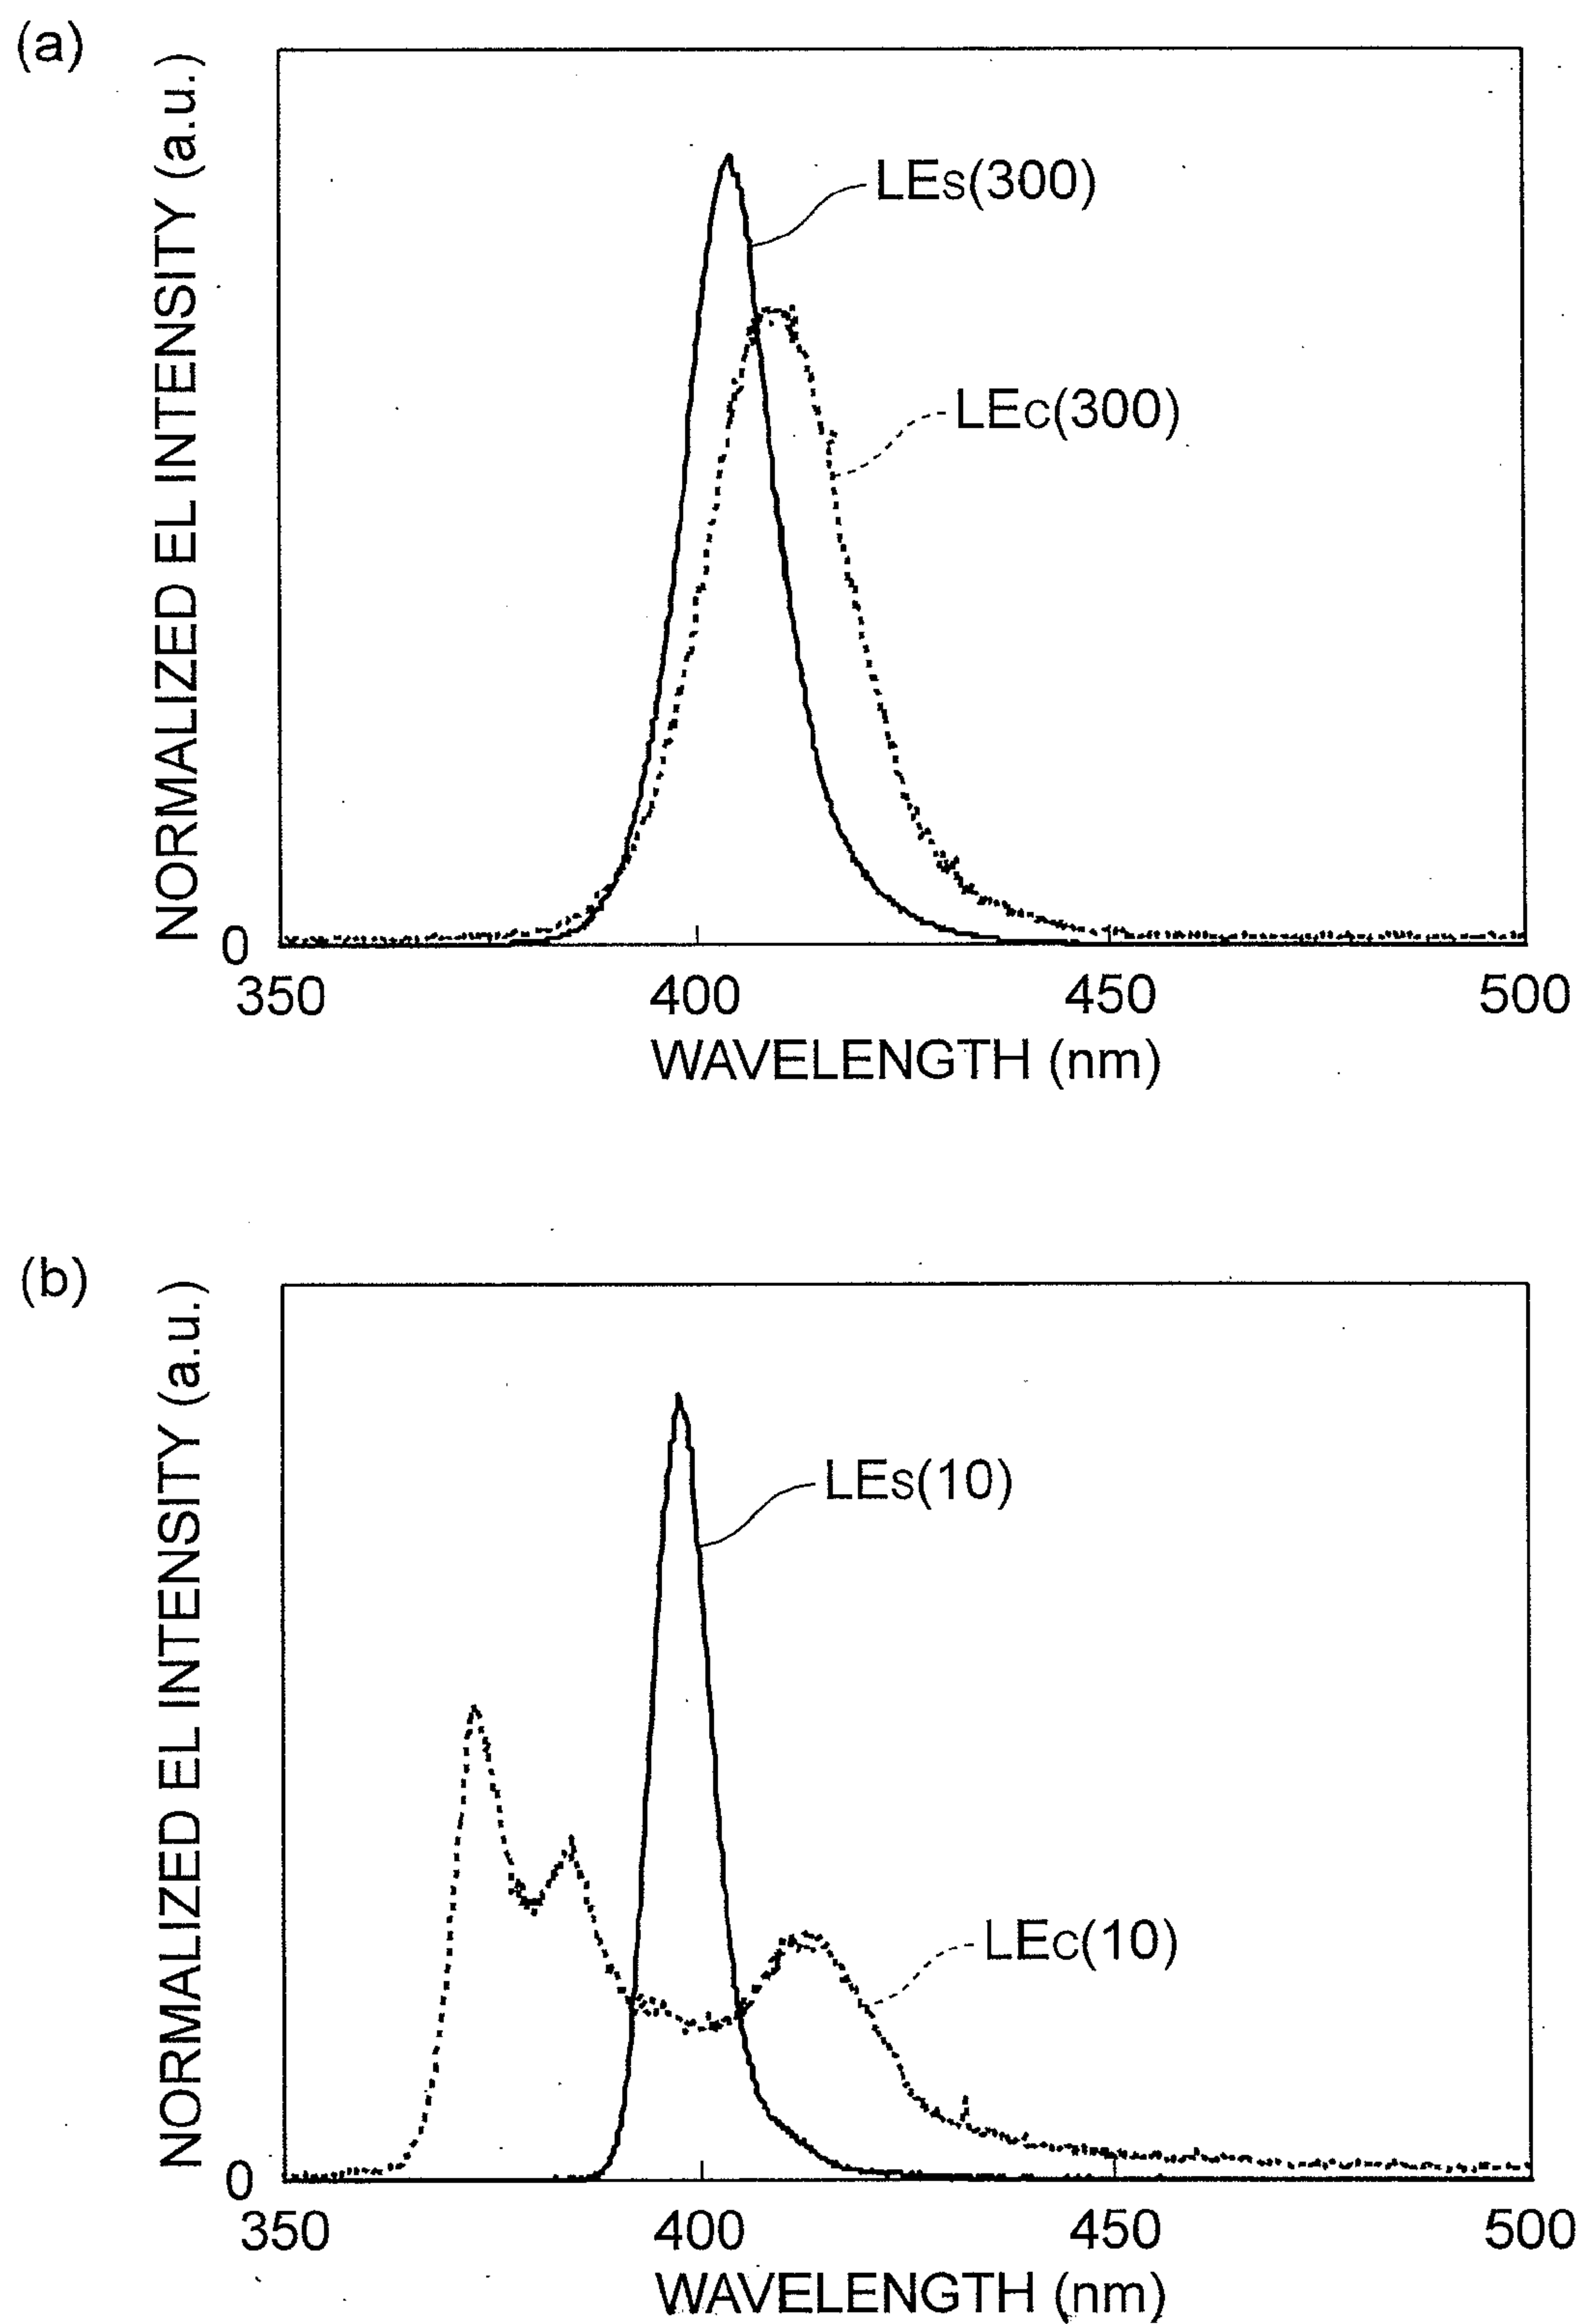 (a)
NORMALIZED EL INTENSITY (a.u.)
LES(300)
LEC(300)
0
350 400 450 500
WAVELENGTH (nm)
(b)
NORMALIZED EL INTENSITY (a.u.)
LES(10)
LEC(10)
0
350 400 450 500
WAVELENGTH (nm)